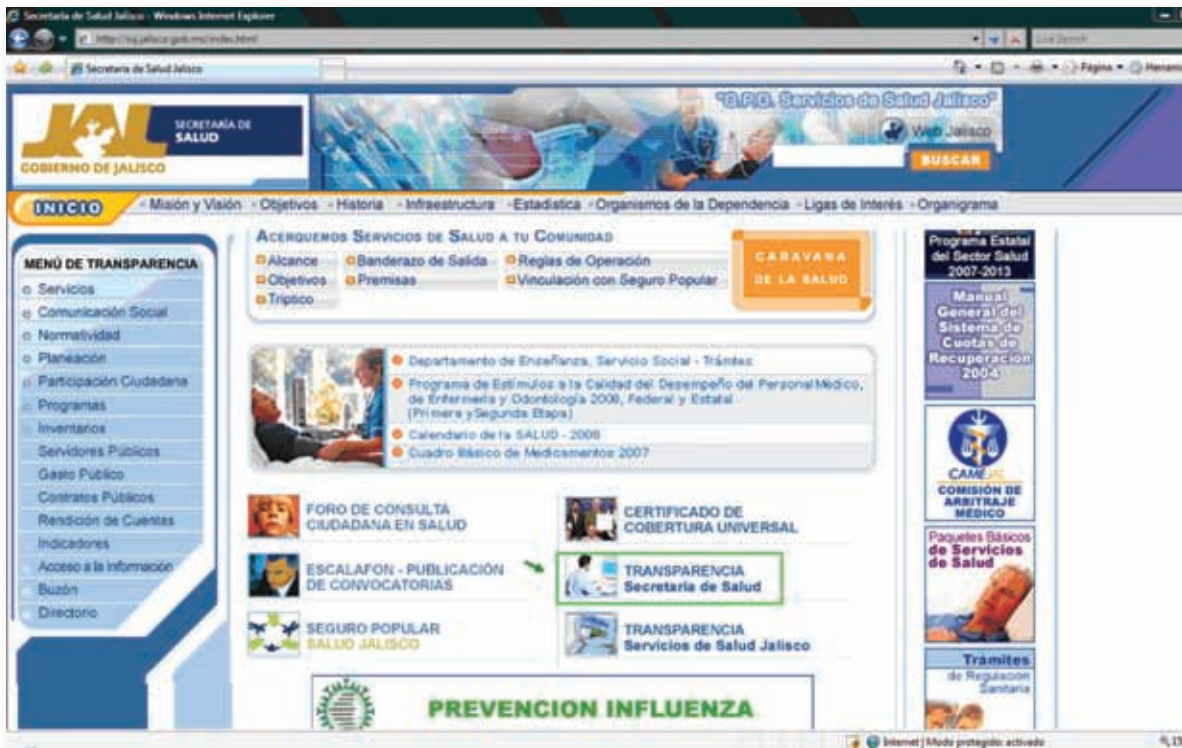 Secretaria de Salud Jalisco - Windows Internet Explorer
Secretaria de Salud Jalisco
Página
JAL
GOBIERNO DE JALISCO
SECRETARÍA DE
SALUD
"O.P.D. Servicios de Salud Jalisco"
Web Jalisco
BUSCAR
INICIO
- Misión y Visión - Objetivos - Historia - Infraestructura - Estadística - Organismos de la Dependencia - Ligas de Interés - Organigrama
MENÚ DE TRANSPARENCIA
Servicios
Comunicación Social
Normatividad
Planeación
Participación Ciudadana
Programas
Inventarios
Servidores Públicos
Gasto Público
Contratos Públicos
Rendición de Cuentas
Indicadores
Acceso a la Información
Buzón
Directorio
ACERQUEMOS SERVICIOS DE SALUD A TU COMUNIDAD
Alcance Banderazo de Salida Reglas de Operación
Objetivos Premisas Vinculación con Seguro Popular
Triptico
CARAVANA
DE LA SALUD
Departamento de Enseñanza, Servicio Social - Trámites
Programa de Estímulos a la Calidad del Desempeño del Personal Médico,
de Enfermería y Odontología 2008, Federal y Estatal
(Primera y Segunda Etapa)
Calendario de la SALUD - 2008
Cuadro Básico de Medicamentos 2007
FORO DE CONSULTA
CIUDADANA EN SALUD
CERTIFICADO DE
COBERTURA UNIVERSAL
ESCALAFON - PUBLICACIÓN
DE CONVOCATORIAS
TRANSPARENCIA
Secretaria de Salud
SEGURO POPULAR
SALUD JALISCO
TRANSPARENCIA
Servicios de Salud Jalisco
PREVENCION INFLUENZA
Programa Estatal
del Sector Salud
2007-2013
Manual
General del
Sistema de
Cuotas de
Recuperación
2004
CAMEJAL
COMISIÓN DE
ARBITRAJE
MÉDICO
Paquetes Básicos
de Servicios
de Salud
Trámites
de Regulación
Sanitaria
Internet | Modo protegido: activado